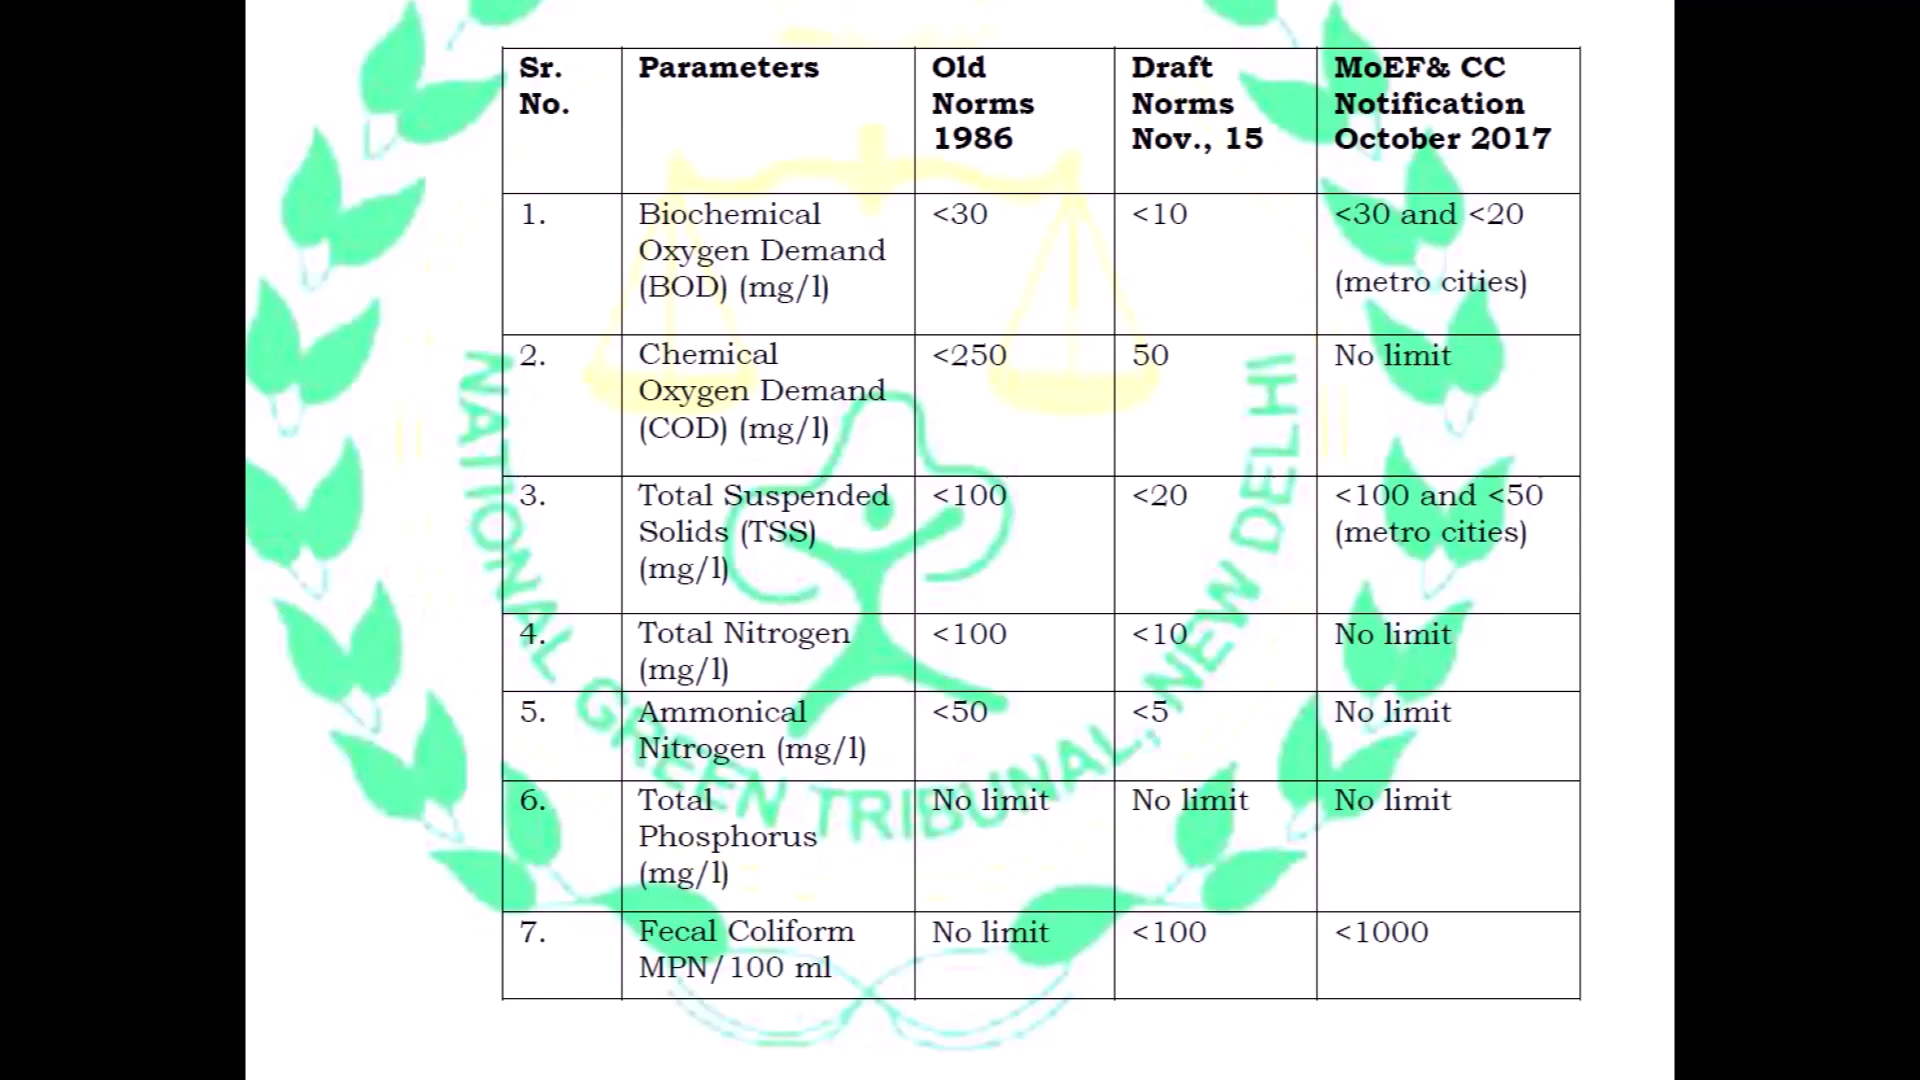 Sr. No. Parameters Old Norms 1986 Draft Norms Nov., 15 MoEF& CC Notification October 2017
1. Biochemical Oxygen Demand (BOD) (mg/l) <30 <10 <30 and <20 (metro cities)
2. Chemical Oxygen Demand (COD) (mg/l) <250 50 No limit
3. Total Suspended Solids (TSS) (mg/l) <100 <20 <100 and <50 (metro cities)
4. Total Nitrogen (mg/l) <100 <10 No limit
5. Ammonical Nitrogen (mg/l) <50 <5 No limit
6. Total Phosphorus (mg/l) No limit No limit No limit
7. Fecal Coliform MPN/100 ml No limit <100 <1000
NATIONAL GREEN TRIBUNAL, NEW DELHI